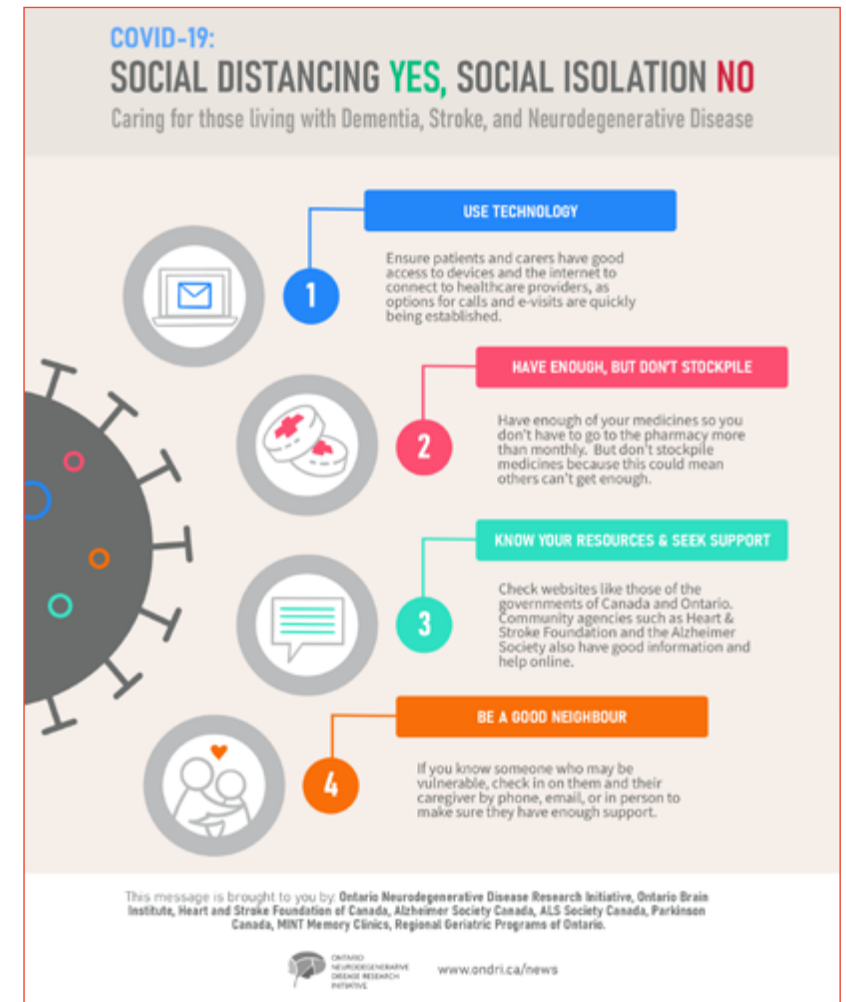 COVID-19:
SOCIAL DISTANCING YES, SOCIAL ISOLATION NO
Caring for those living with Dementia, Stroke, and Neurodegenerative Disease
USE TECHNOLOGY
1
Ensure patients and carers have good
access to devices and the internet to
connect to healthcare providers, as
options for calls and e-visits are quickly
being established.
HAVE ENOUGH, BUT DON'T STOCKPILE
2
Have enough of your medicines so you
don't have to go to the pharmacy more
than monthly. But don't stockpile
medicines because this could mean
others can't get enough.
KNOW YOUR RESOURCES & SEEK SUPPORT
3
Check websites like those of the
governments of Canada and Ontario.
Community agencies such as Heart &
Stroke Foundation and the Alzheimer
Society also have good information and
help online.
BE A GOOD NEIGHBOUR
4
If you know someone who may be
vulnerable, check in on them and their
caregiver by phone, email, or in person to
make sure they have enough support.
This message is brought to you by: Ontario Neurodegenerative Disease Research Initiative, Ontario Brain
Institute, Heart and Stroke Foundation of Canada, Alzheimer Society Canada, ALS Society Canada, Parkinson
Canada, MINT Memory Clinics, Regional Geriatric Programs of Ontario.
ONTARIO
NEURODEGENERATIVE
DISEASE RESEARCH
INITIATIVE
www.ondri.ca/news